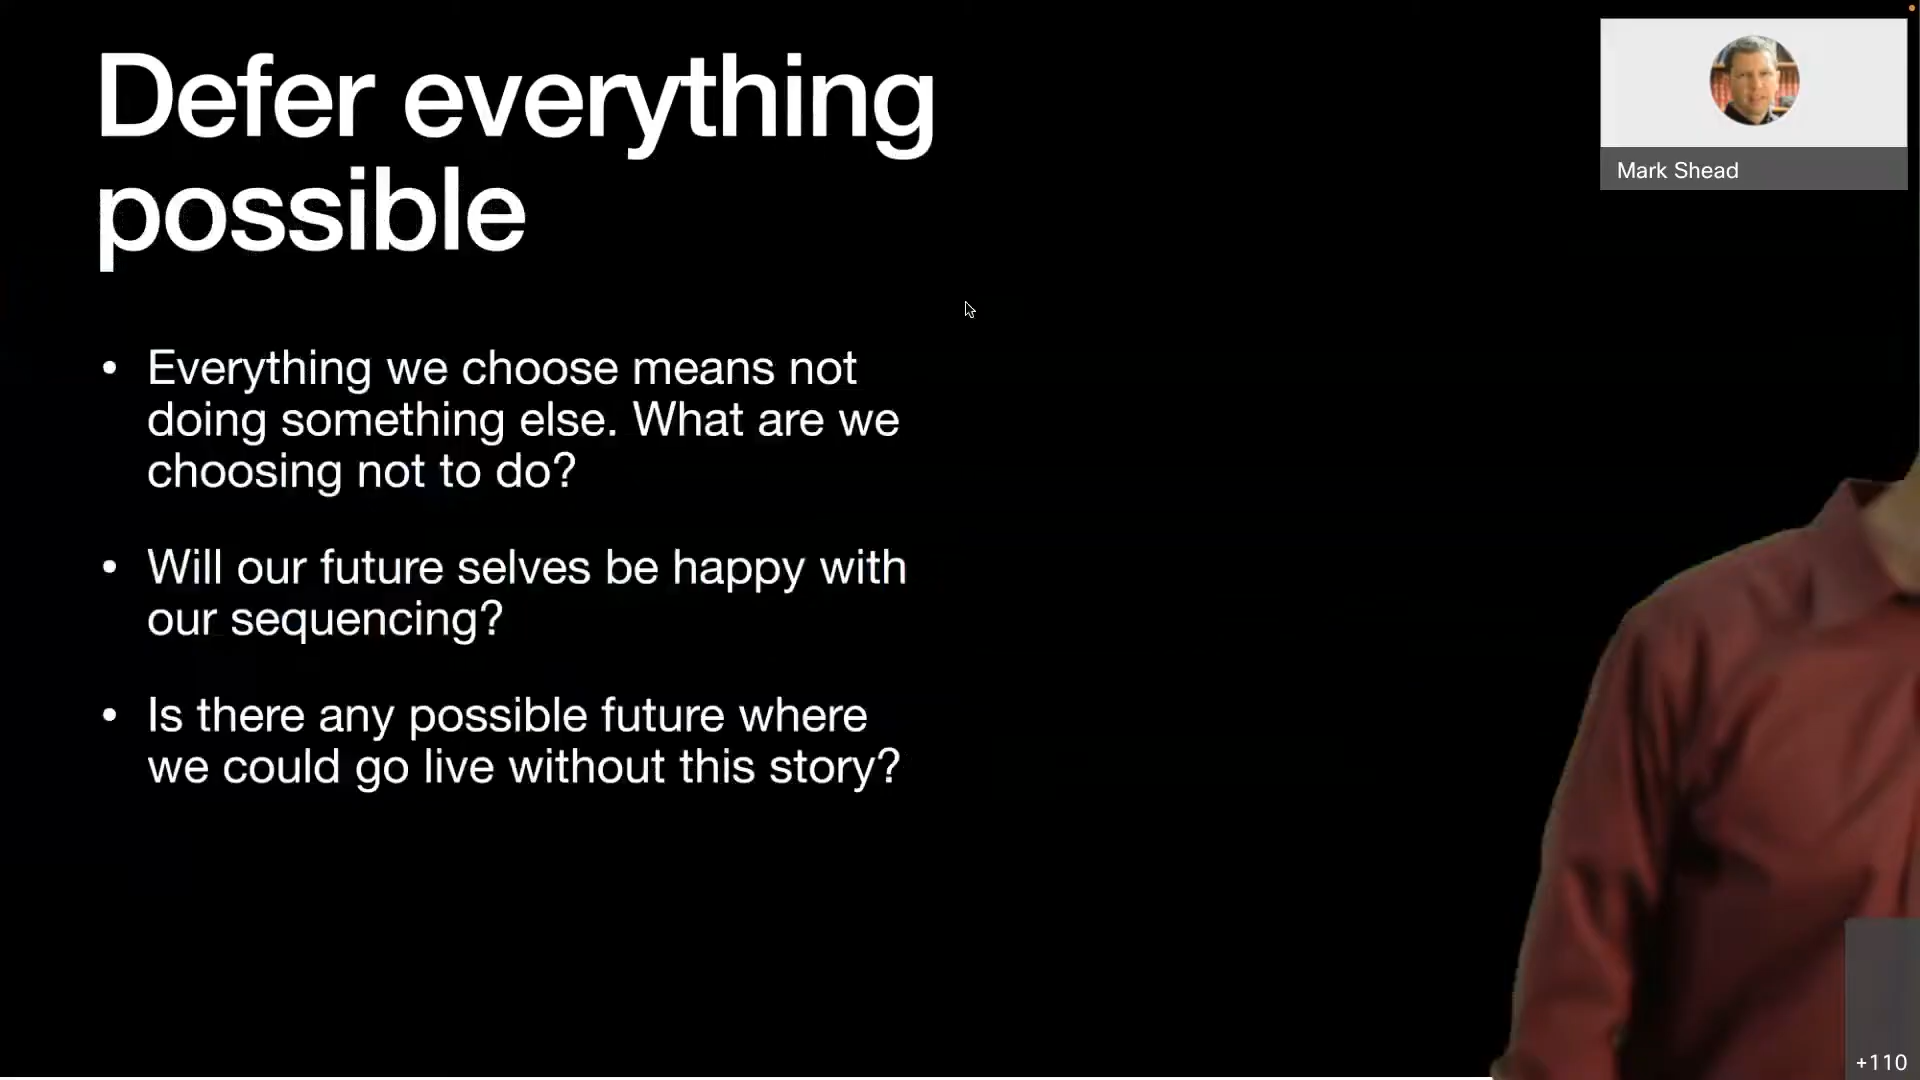 Defer everything
possible
• Everything we choose means not
doing something else. What are we
choosing not to do?
• Will our future selves be happy with
our sequencing?
• Is there any possible future where
we could go live without this story?
Mark Shead
+110